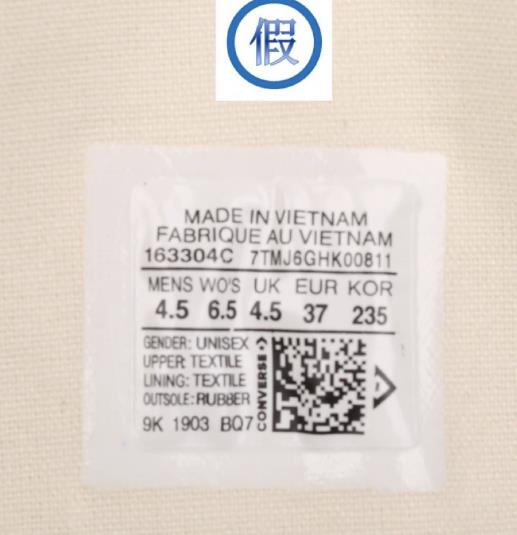 假
MADE IN VIETNAM
FABRIQUE AU VIETNAM
163304C 7TMJ6GHK00811
MENS WO'S UK EUR KOR
4.5 6.5 4.5 37 235
GENDER: UNISEX
UPPER: TEXTILE
LINING: TEXTILE
OUTSOLE: RUBBER
9K 1903 BQ7
CONVERSE